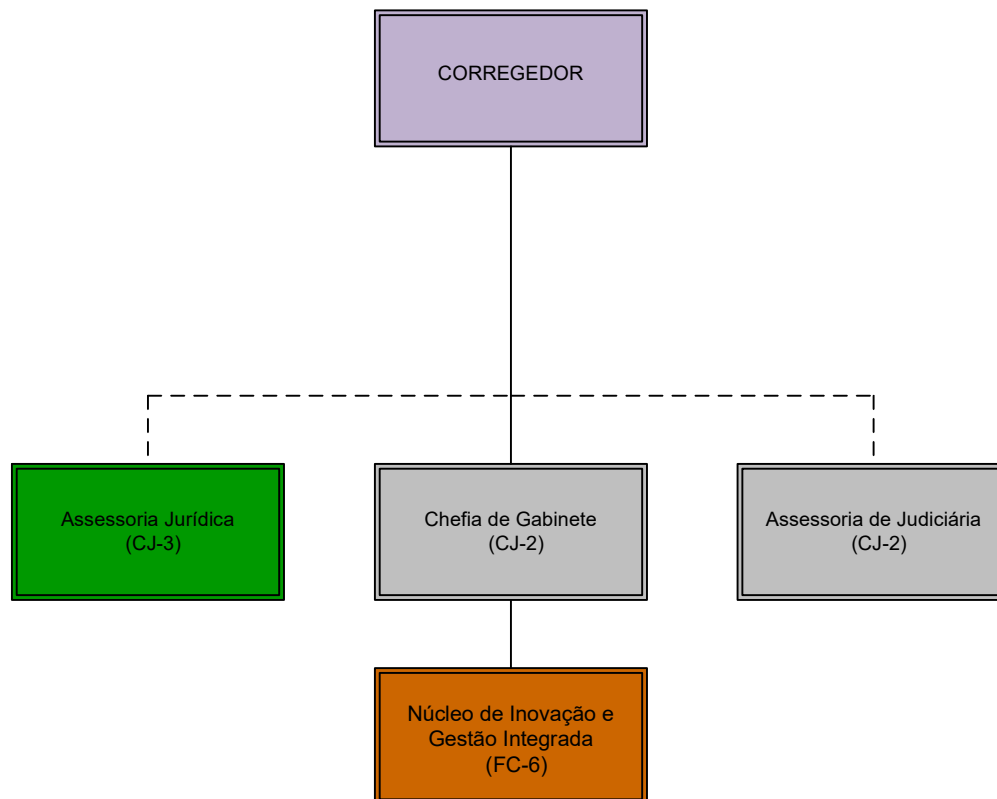 CORREGEDOR
Assessoria Jurídica
(CJ-3)
Chefia de Gabinete
(CJ-2)
Assessoria de Judiciária
(CJ-2)
Núcleo de Inovação e
Gestão Integrada
(FC-6)